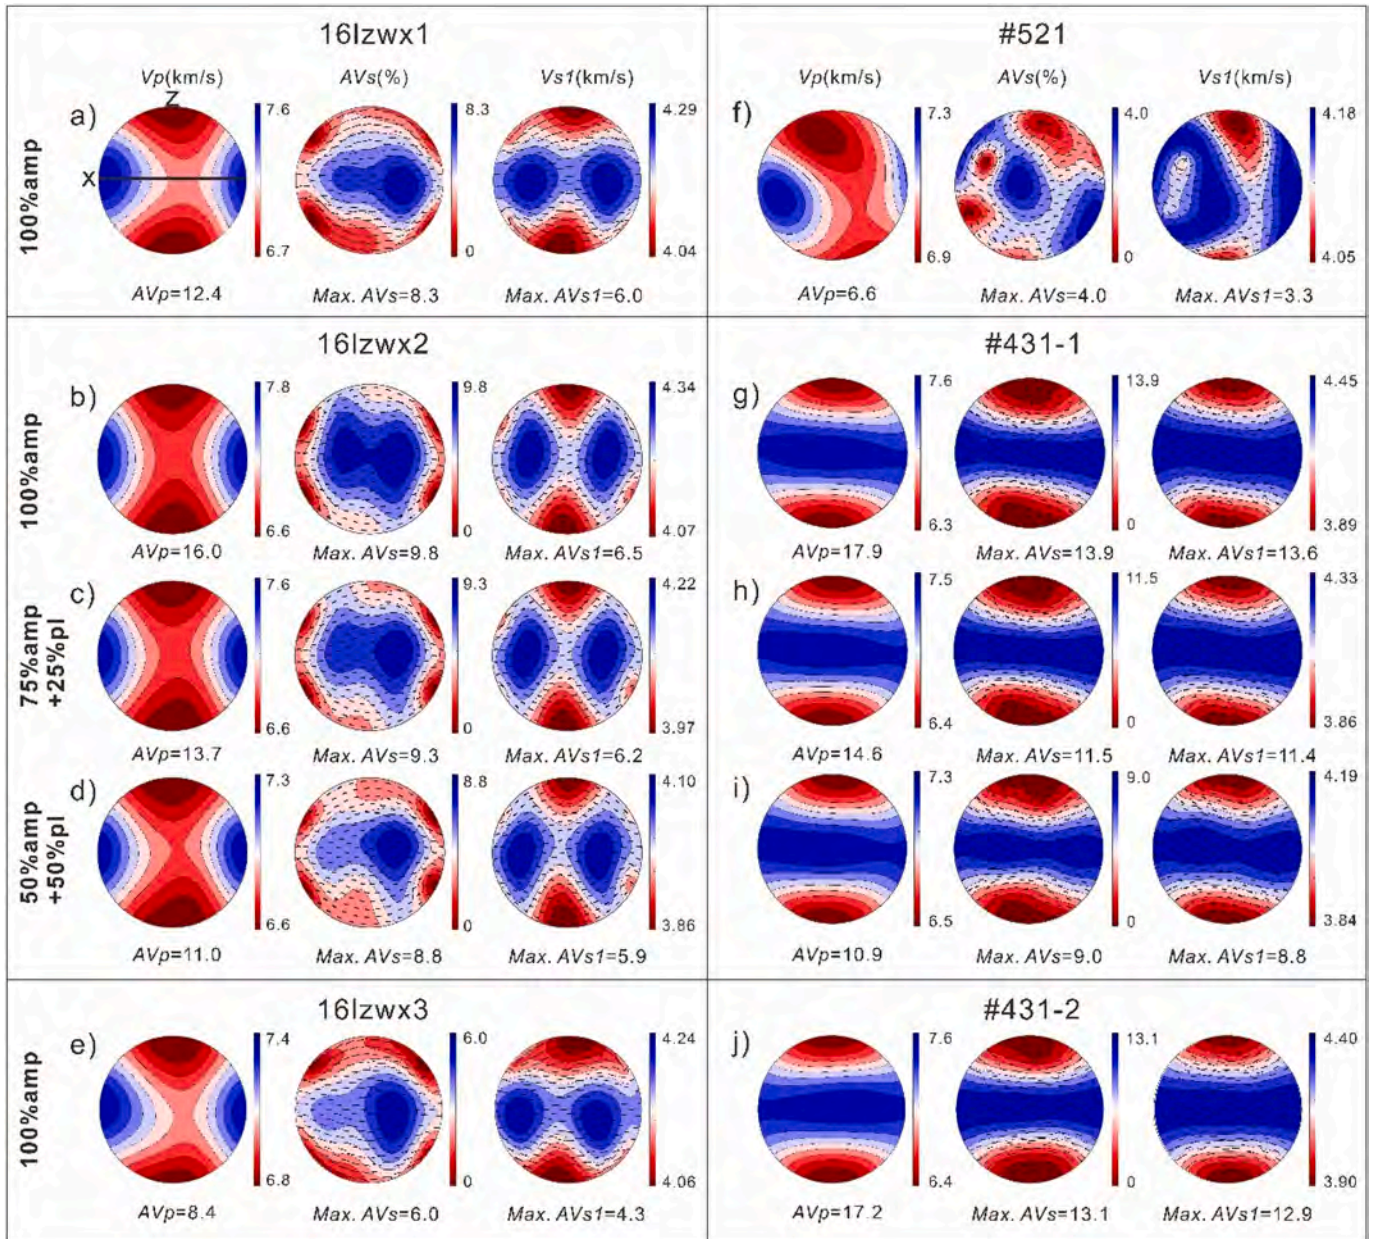 16lzwx1
Vp(km/s) AVs(%) Vs1(km/s)
a)
Z
X
7.6
6.7
8.3
0
4.29
4.04
100%amp
AVp=12.4 Max. AVs=8.3 Max. AVs1=6.0
#521
Vp(km/s) AVs(%) Vs1(km/s)
f)
7.3
6.9
4.0
0
4.18
4.05
AVp=6.6 Max. AVs=4.0 Max. AVs1=3.3
16lzwx2
100%amp
b)
7.8
6.6
9.8
0
4.34
4.07
AVp=16.0 Max. AVs=9.8 Max. AVs1=6.5
75%amp
+25%pl
c)
7.6
6.6
9.3
0
4.22
3.97
AVp=13.7 Max. AVs=9.3 Max. AVs1=6.2
50%amp
+50%pl
d)
7.3
6.6
8.8
0
4.10
3.86
AVp=11.0 Max. AVs=8.8 Max. AVs1=5.9
#431-1
g)
7.6
6.3
13.9
0
4.45
3.89
AVp=17.9 Max. AVs=13.9 Max. AVs1=13.6
h)
7.5
6.4
11.5
0
4.33
3.86
AVp=14.6 Max. AVs=11.5 Max. AVs1=11.4
i)
7.3
6.5
9.0
0
4.19
3.84
AVp=10.9 Max. AVs=9.0 Max. AVs1=8.8
16lzwx3
100%amp
e)
7.4
6.8
6.0
0
4.24
4.06
AVp=8.4 Max. AVs=6.0 Max. AVs1=4.3
#431-2
j)
7.6
6.4
13.1
0
4.40
3.90
AVp=17.2 Max. AVs=13.1 Max. AVs1=12.9